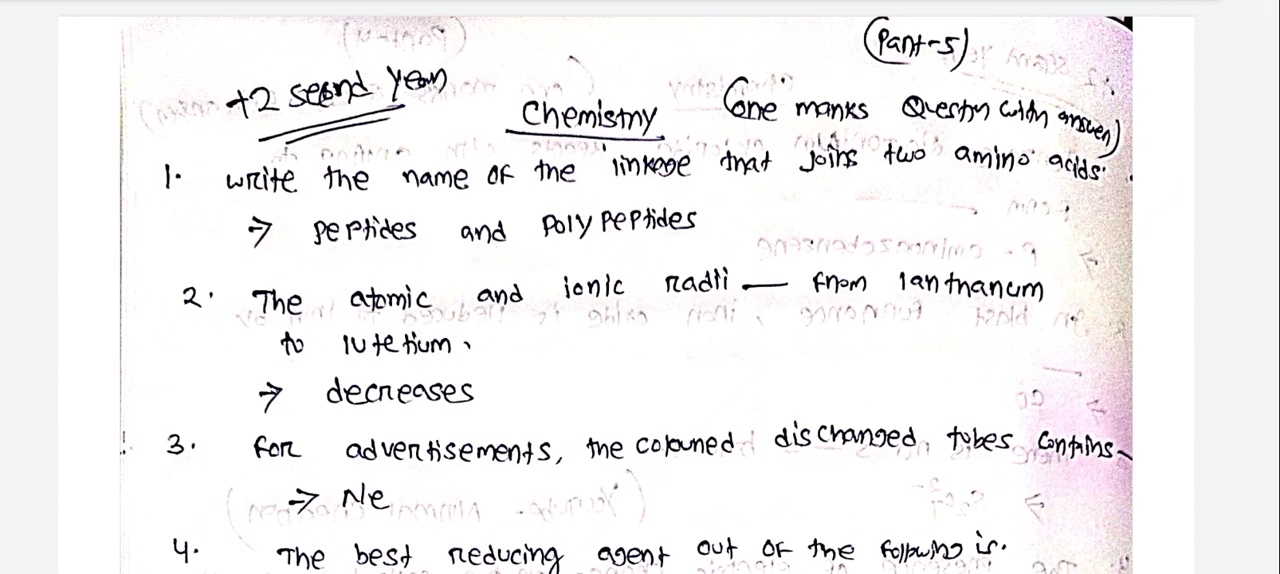 (Part-5)
+2 second year
Chemistry (One marks Question with answer)
1. write the name of the linkage that joins two amino acids.
→ peptides and polypeptides
2. The atomic and ionic radii — from lanthanum
to lutetium.
→ decreases
3. for advertisements, the coloured discharged tubes contains~
→ Ne
4. The best reducing agent out of the following is.